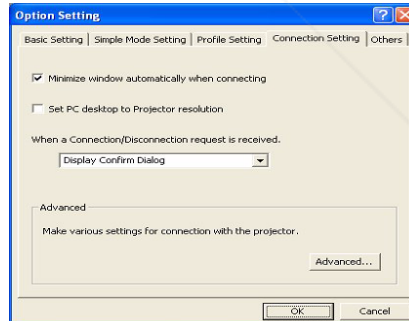 Option Setting
Basic Setting Simple Mode Setting Profile Setting Connection Setting Others
Minimize window automatically when connecting
Set PC desktop to Projector resolution
When a Connection/Disconnection request is received.
Display Confirm Dialog
Advanced
Make various settings for connection with the projector.
Advanced...
OK Cancel